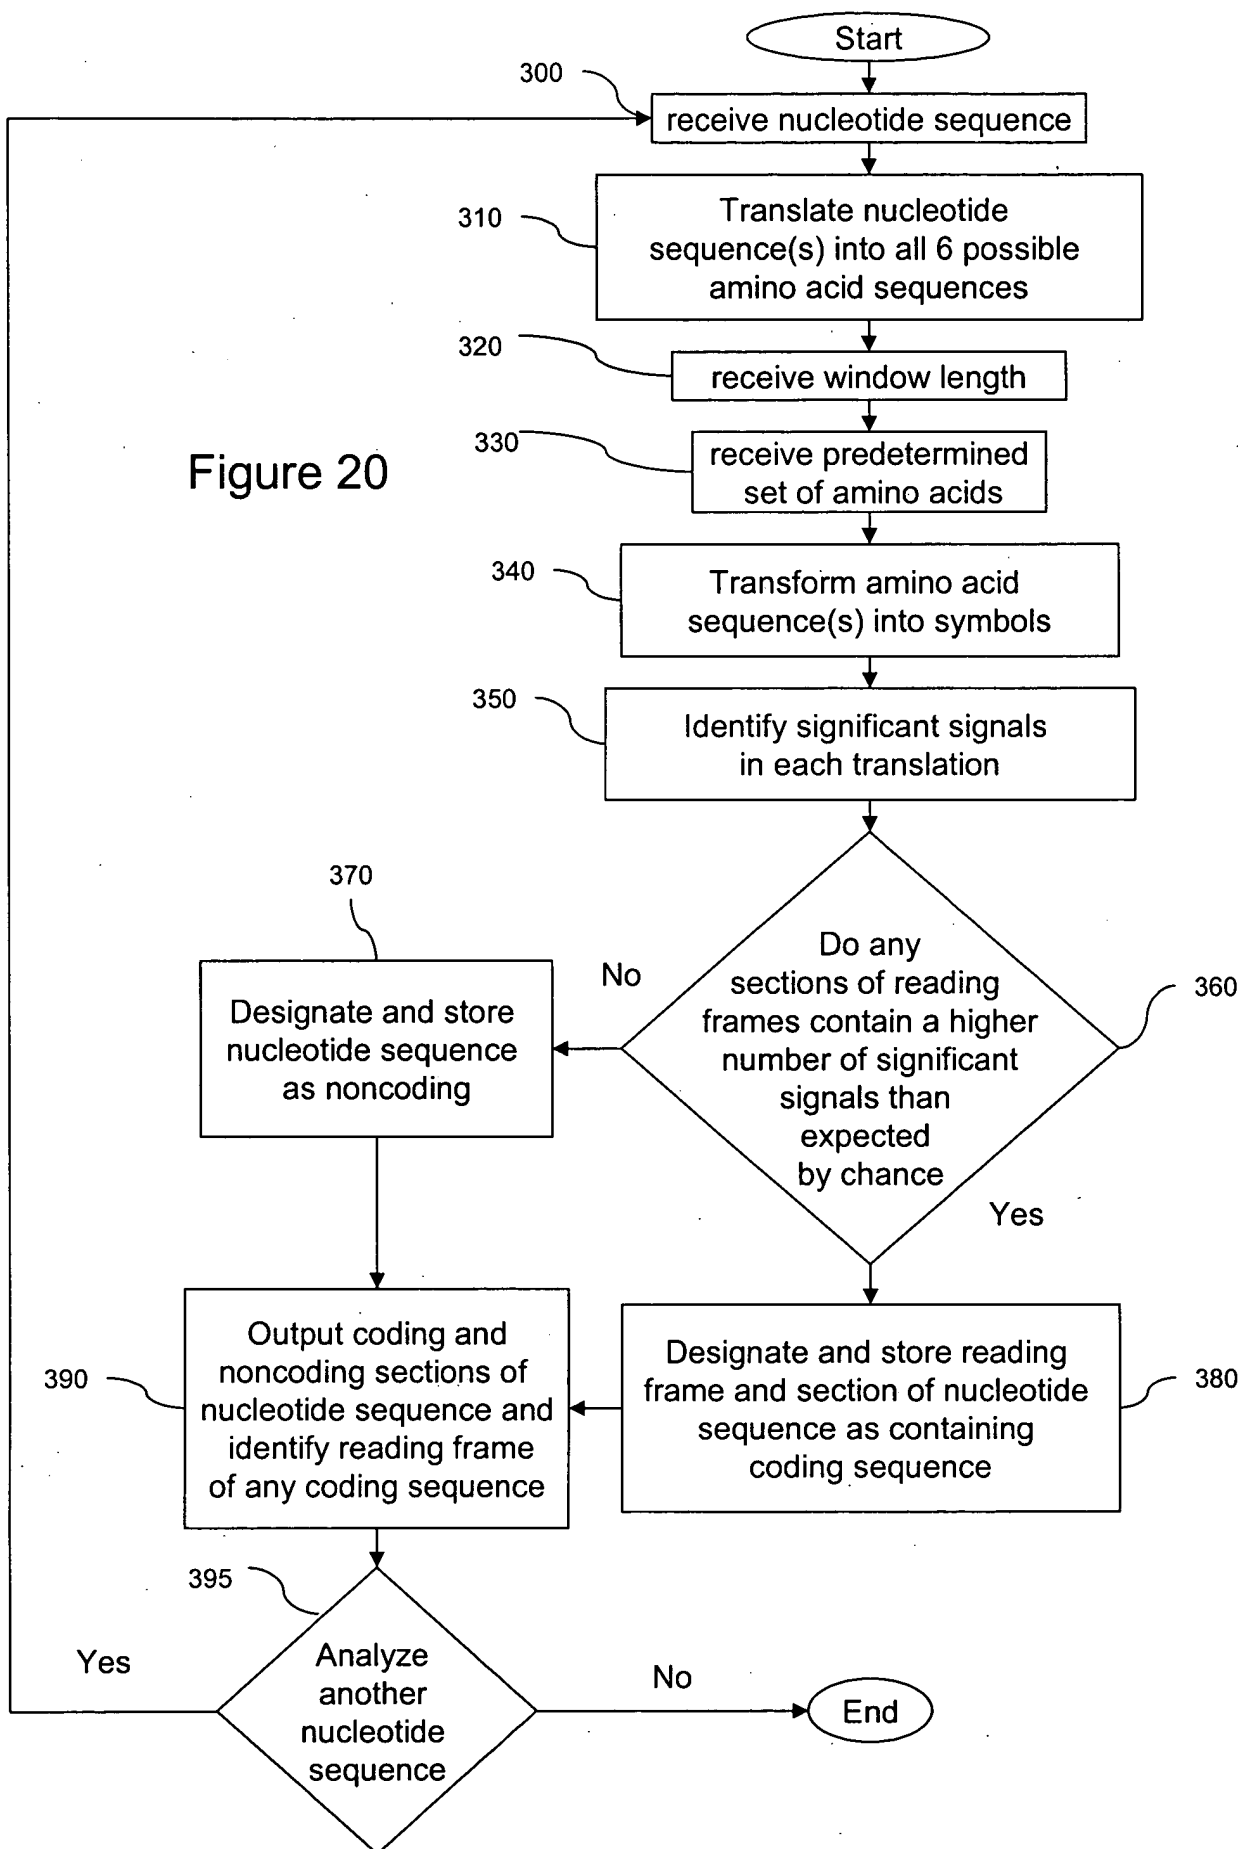 Start
300
receive nucleotide sequence
310
Translate nucleotide
sequence(s) into all 6 possible
amino acid sequences
320
receive window length
330
receive predetermined
set of amino acids
Figure 20
340
Transform amino acid
sequence(s) into symbols
350
Identify significant signals
in each translation
360
Do any
sections of reading
frames contain a higher
number of significant
signals than
expected
by chance
No
Yes
370
Designate and store
nucleotide sequence
as noncoding
380
Designate and store reading
frame and section of nucleotide
sequence as containing
coding sequence
390
Output coding and
noncoding sections of
nucleotide sequence and
identify reading frame
of any coding sequence
395
Analyze
another
nucleotide
sequence
Yes
No
End